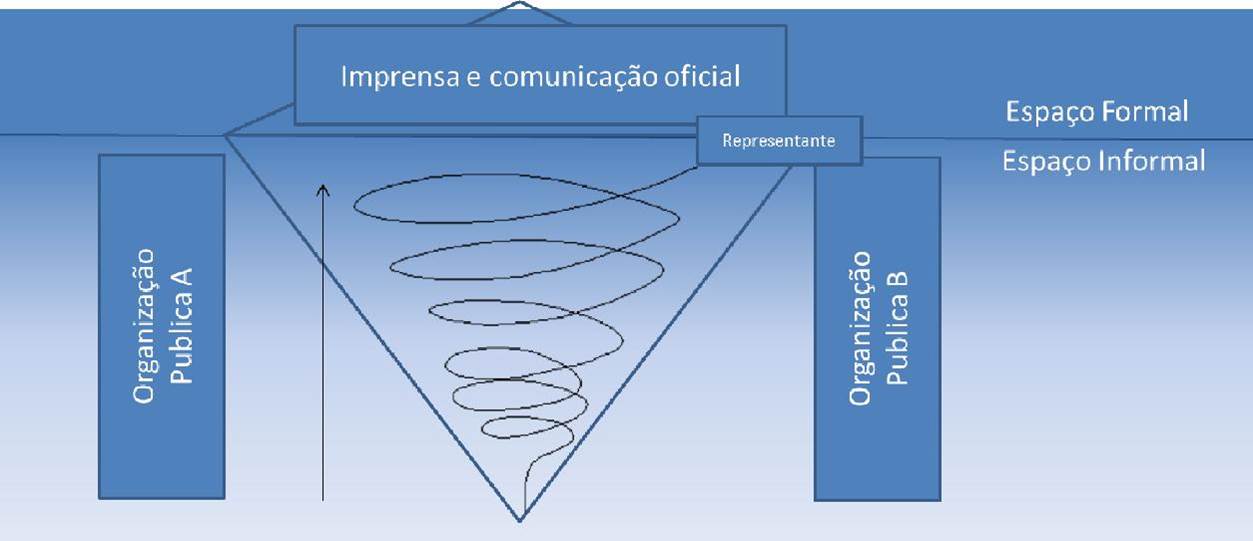 Imprensa e comunicação oficial
Espaço Formal
Representante
Espaço Informal
Organização
Publica A
Organização
Publica B